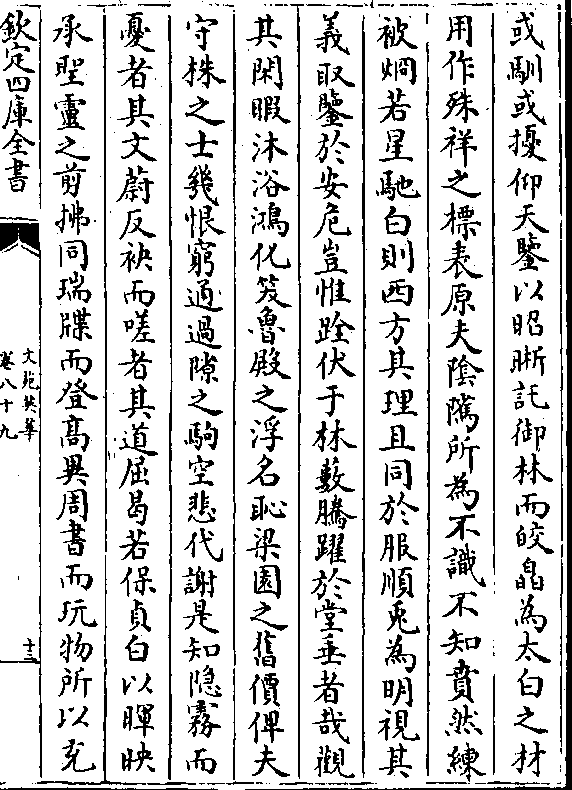 或馴或擾仰天鑒以昭晰託御林而皎皛為太白之材
用作殊祥之標表原夫陰隲所為不識不知賁然練
被烱若星馳白則西方其理且同於服順兎為明視其
義取鑒於安危豈惟跧伏于林藪騰躍於堂垂者哉觀
其閑暇沐浴鴻化笈魯殿之浮名恥梁園之舊價俾夫
守株之士幾恨窮通過隙之駒空悲代謝是知隐霧而
憂者其文蔚反袂而嗟者其道屈曷若保貞白以暉映
承聖靈之剪拂同瑞牒而登髙異周書而玩物所以充
欽定四庫全書
文苑英華
卷八十九
十三